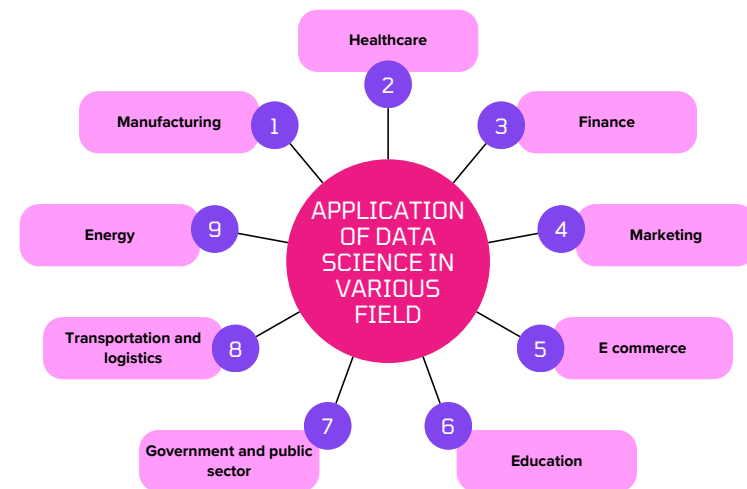 APPLICATION
OF DATA
SCIENCE IN
VARIOUS
FIELD
1
Manufacturing
2
Healthcare
3
Finance
4
Marketing
5
E commerce
6
Education
7
Government and public
sector
8
Transportation and
logistics
9
Energy